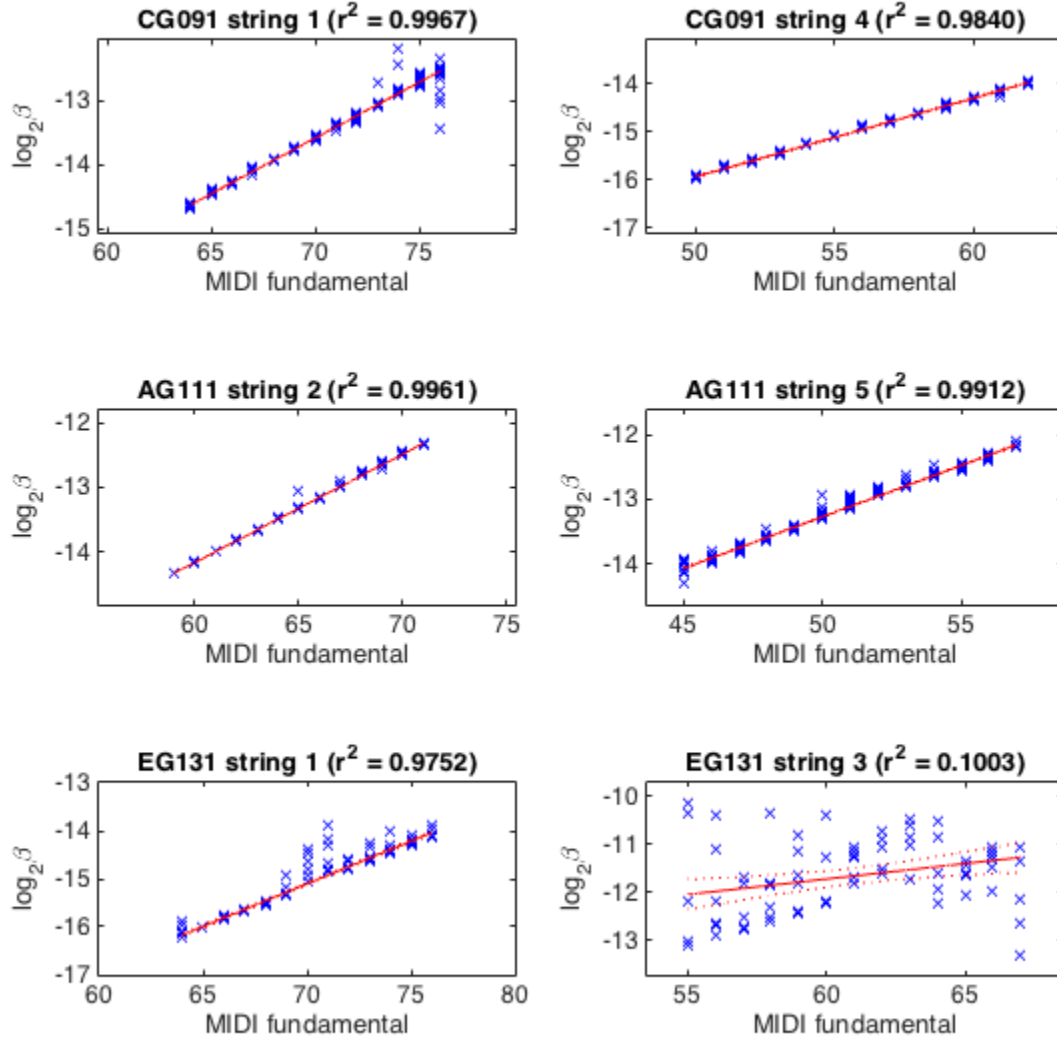 CG091 string 1 (r² = 0.9967)
log₂β
-13
-14
-15
60 65 70 75
MIDI fundamental
CG091 string 4 (r² = 0.9840)
log₂β
-14
-15
-16
-17
50 55 60
MIDI fundamental
AG111 string 2 (r² = 0.9961)
log₂β
-12
-13
-14
60 65 70 75
MIDI fundamental
AG111 string 5 (r² = 0.9912)
log₂β
-12
-13
-14
45 50 55
MIDI fundamental
EG131 string 1 (r² = 0.9752)
log₂β
-13
-14
-15
-16
-17
60 65 70 75 80
MIDI fundamental
EG131 string 3 (r² = 0.1003)
log₂β
-10
-11
-12
-13
55 60 65
MIDI fundamental